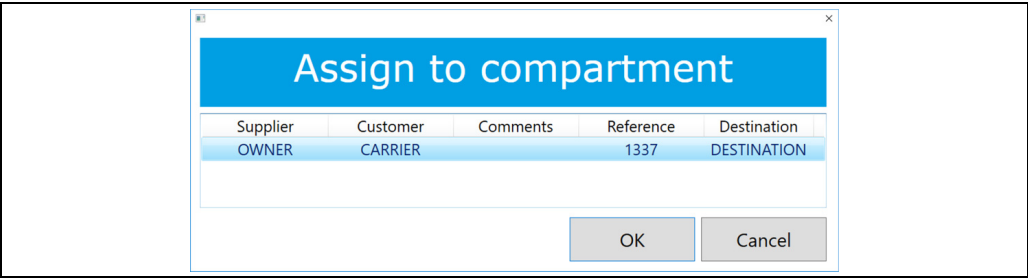 Assign to compartment
Supplier Customer Comments Reference Destination
OWNER CARRIER 1337 DESTINATION
OK Cancel